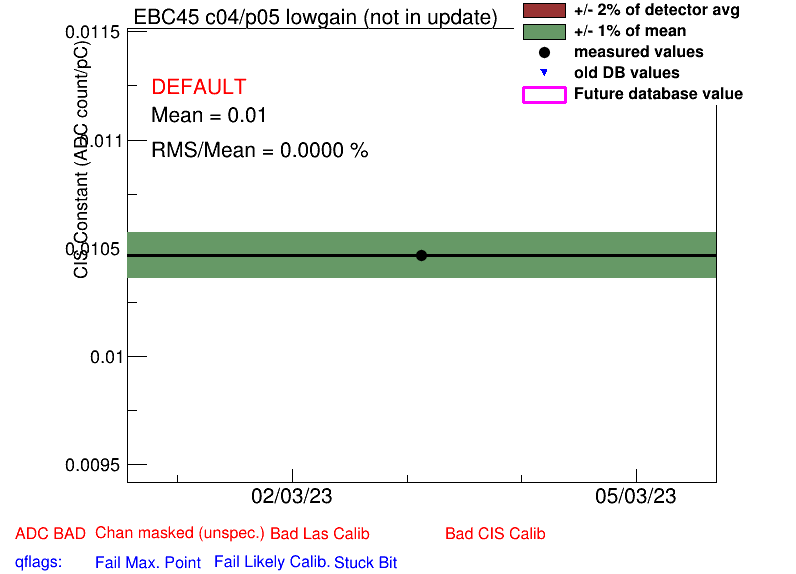 EBC45 c04/p05 lowgain (not in update)
+/- 2% of detector avg
+/- 1% of mean
measured values
old DB values
Future database value
DEFAULT
Mean = 0.01
RMS/Mean = 0.0000 %
CIS Constant (ADC count/pC)
0.0115
0.011
0.0105
0.01
0.0095
02/03/23 05/03/23
ADC BAD Chan masked (unspec.) Bad Las Calib Bad CIS Calib
qflags: Fail Max. Point Fail Likely Calib. Stuck Bit